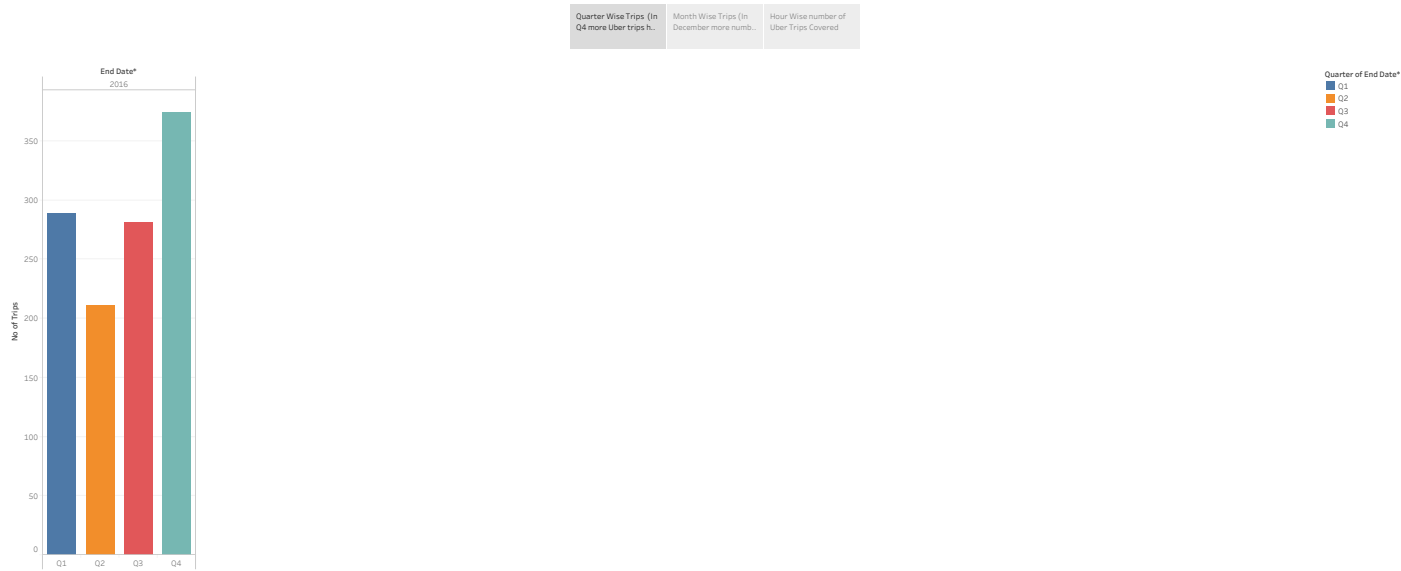 Quarter Wise Trips (In
Q4 more Uber trips h..
Month Wise Trips (In
December more numb..
Hour Wise number of
Uber Trips Covered
End Date*
2016
No of Trips
350
300
250
200
150
100
50
0
Q1
Q2
Q3
Q4
Quarter of End Date*
Q1
Q2
Q3
Q4